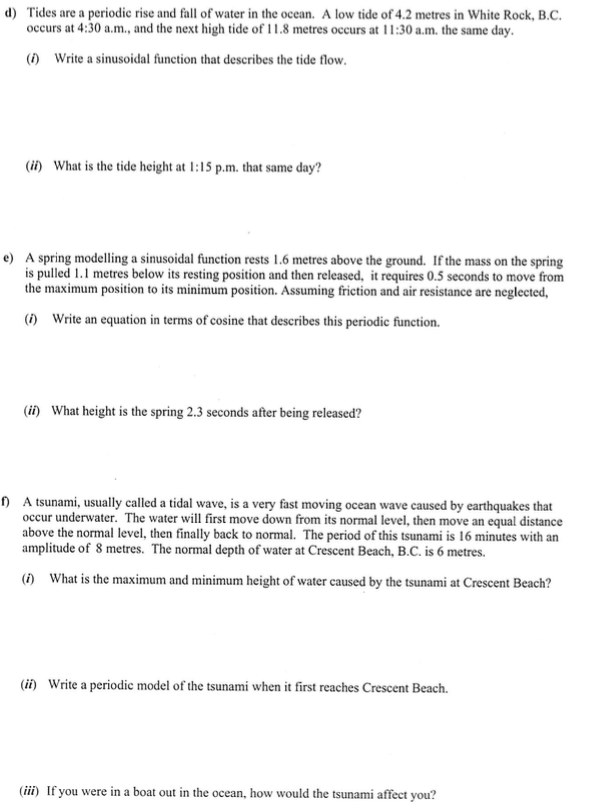 d) Tides are a periodic rise and fall of water in the ocean. A low tide of 4.2 metres in White Rock, B.C.
occurs at 4:30 a.m., and the next high tide of 11.8 metres occurs at 11:30 a.m. the same day.
(i) Write a sinusoidal function that describes the tide flow.
(ii) What is the tide height at 1:15 p.m. that same day?
e) A spring modelling a sinusoidal function rests 1.6 metres above the ground. If the mass on the spring
is pulled 1.1 metres below its resting position and then released, it requires 0.5 seconds to move from
the maximum position to its minimum position. Assuming friction and air resistance are neglected,
(i) Write an equation in terms of cosine that describes this periodic function.
(ii) What height is the spring 2.3 seconds after being released?
f) A tsunami, usually called a tidal wave, is a very fast moving ocean wave caused by earthquakes that
occur underwater. The water will first move down from its normal level, then move an equal distance
above the normal level, then finally back to normal. The period of this tsunami is 16 minutes with an
amplitude of 8 metres. The normal depth of water at Crescent Beach, B.C. is 6 metres.
(i) What is the maximum and minimum height of water caused by the tsunami at Crescent Beach?
(ii) Write a periodic model of the tsunami when it first reaches Crescent Beach.
(iii) If you were in a boat out in the ocean, how would the tsunami affect you?